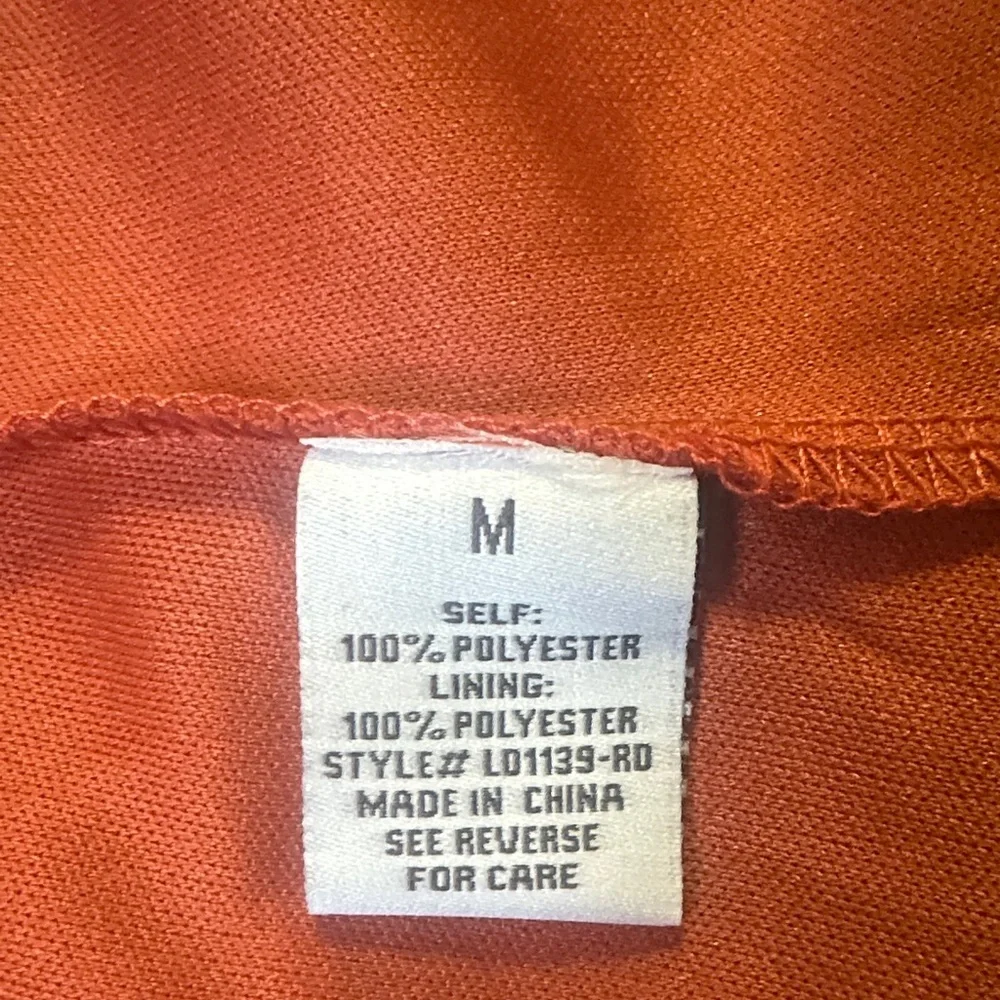 M
SELF:
100% POLYESTER
LINING:
100% POLYESTER
STYLE# LD1139-RD
MADE IN CHINA
SEE REVERSE
FOR CARE